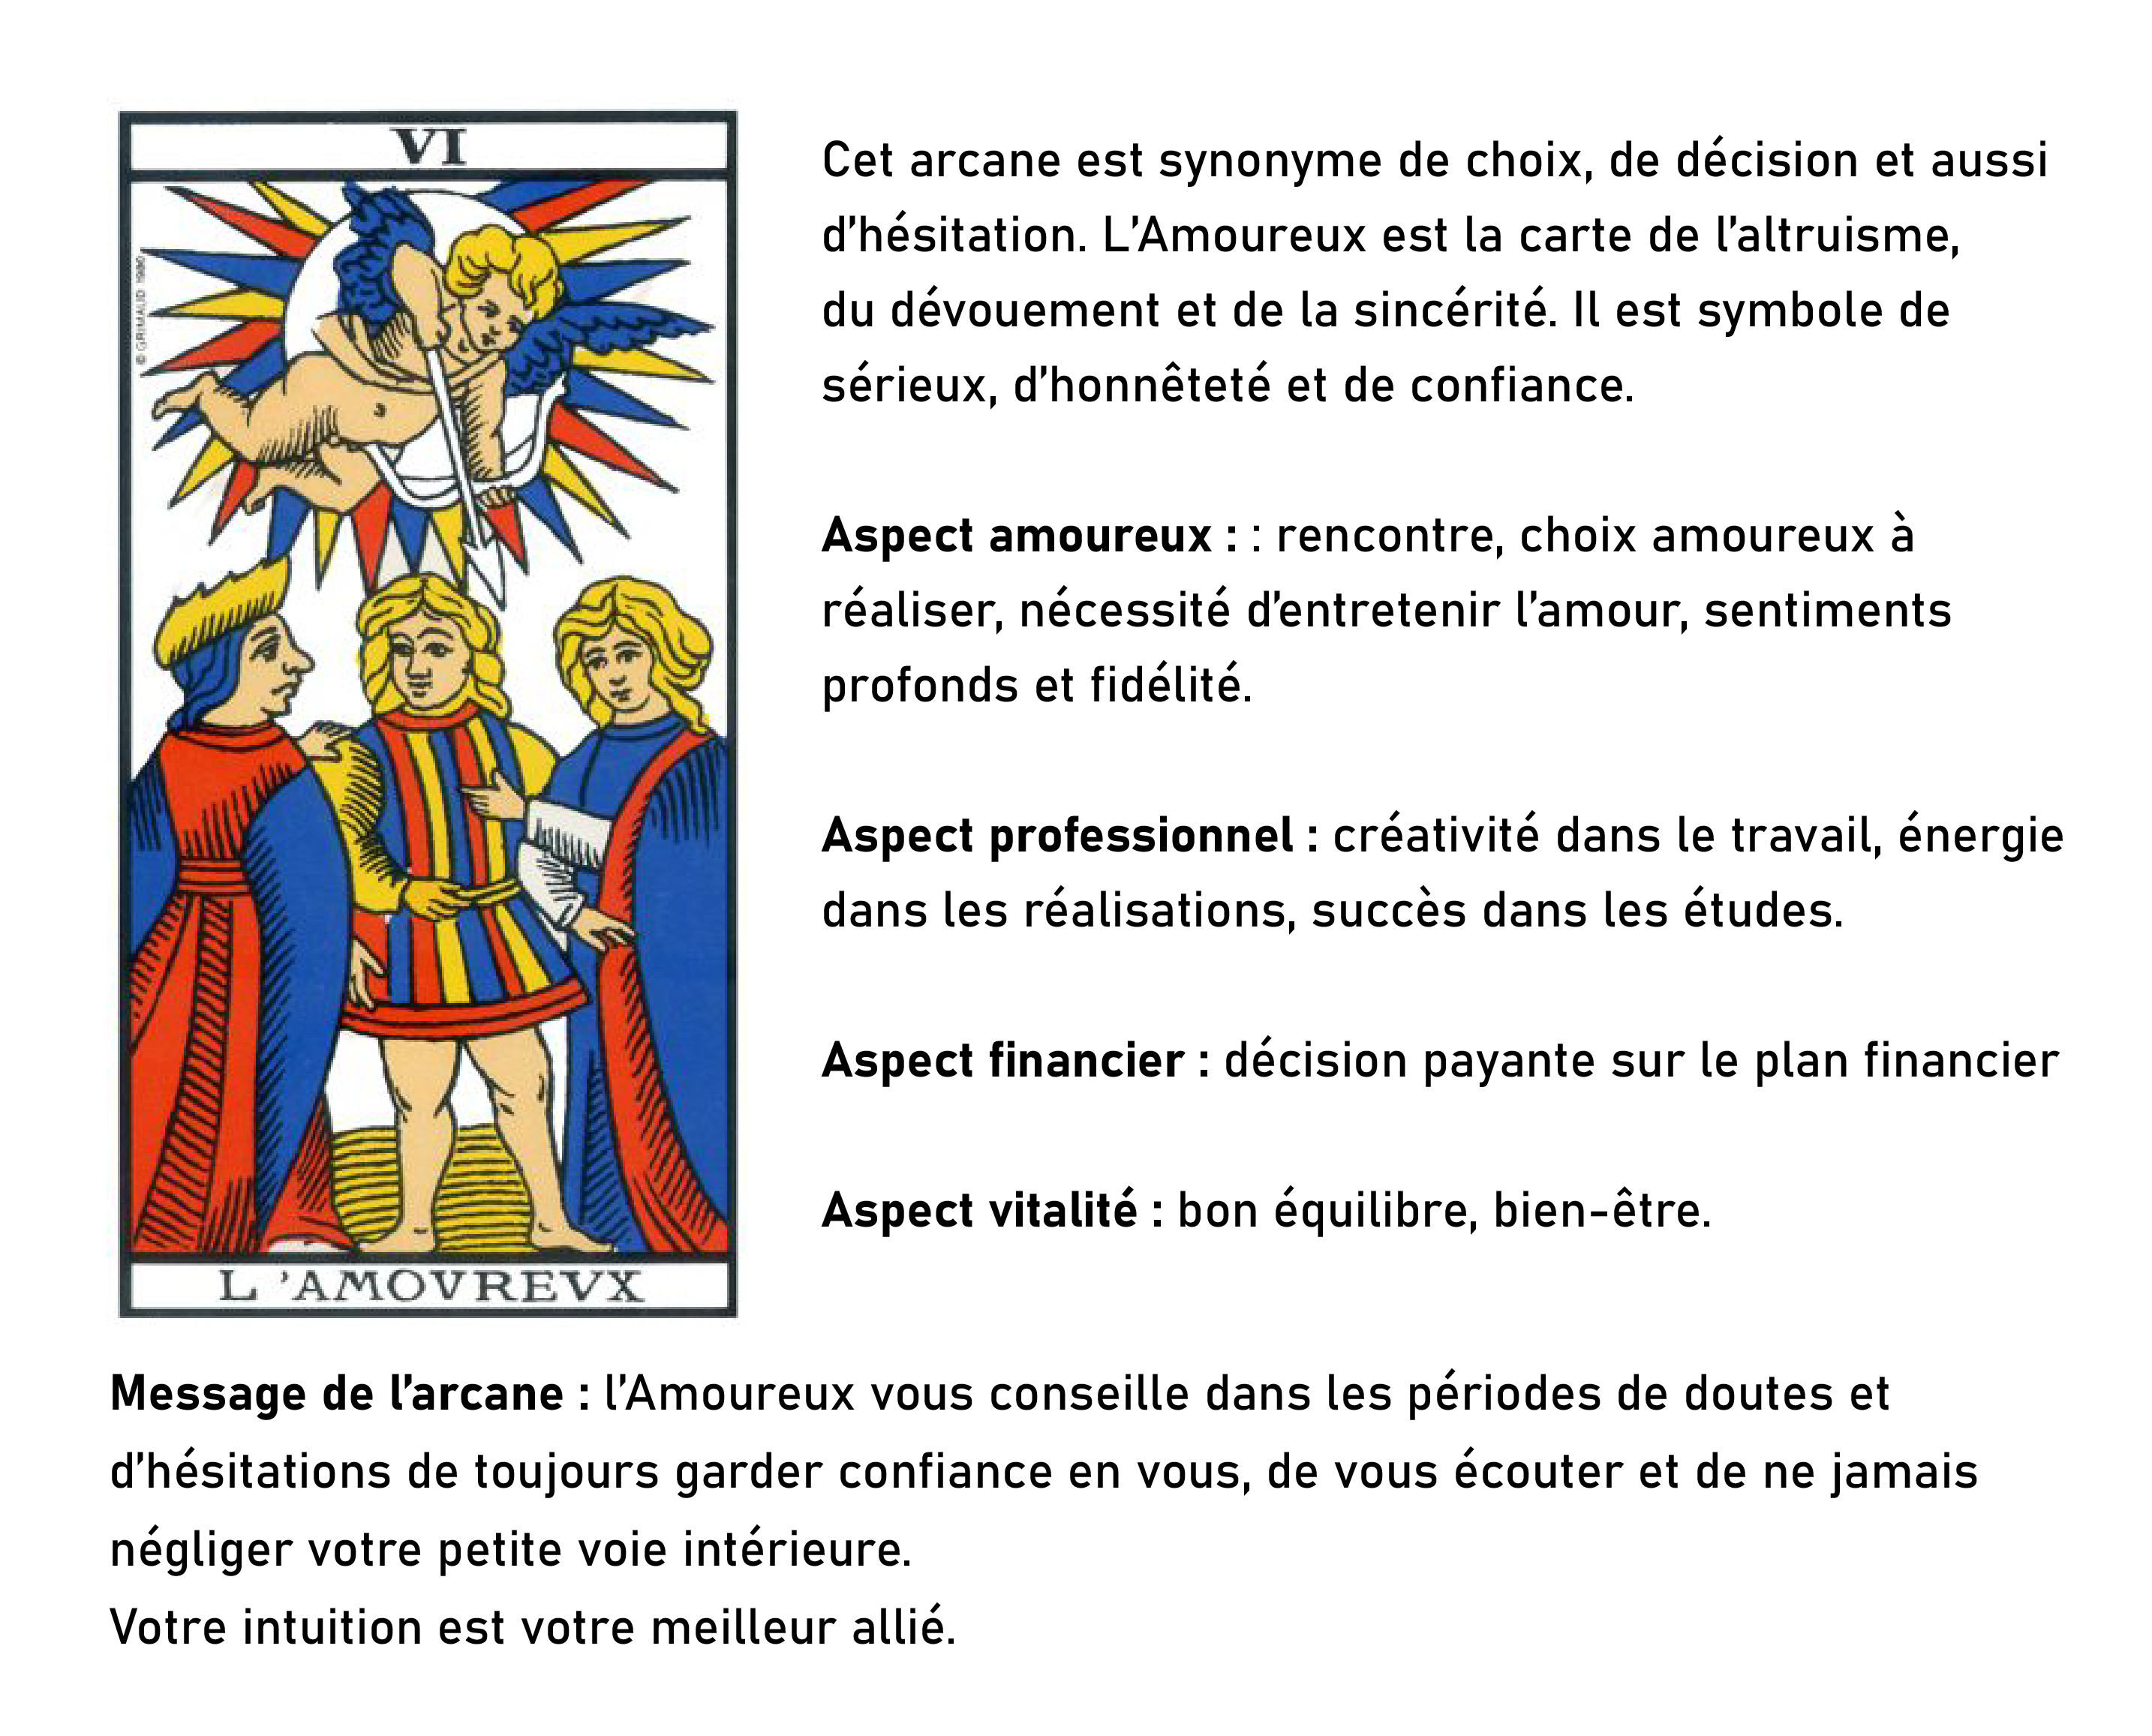 VI
© GRIMAUD 1980
L'AMOVREVX
Cet arcane est synonyme de choix, de décision et aussi
d'hésitation. L'Amoureux est la carte de l'altruisme,
du dévouement et de la sincérité. Il est symbole de
sérieux, d'honnêteté et de confiance.
Aspect amoureux : : rencontre, choix amoureux à
réaliser, nécessité d'entretenir l'amour, sentiments
profonds et fidélité.
Aspect professionnel : créativité dans le travail, énergie
dans les réalisations, succès dans les études.
Aspect financier : décision payante sur le plan financier
Aspect vitalité : bon équilibre, bien-être.
Message de l'arcane : l'Amoureux vous conseille dans les périodes de doutes et
d'hésitations de toujours garder confiance en vous, de vous écouter et de ne jamais
négliger votre petite voie intérieure.
Votre intuition est votre meilleur allié.